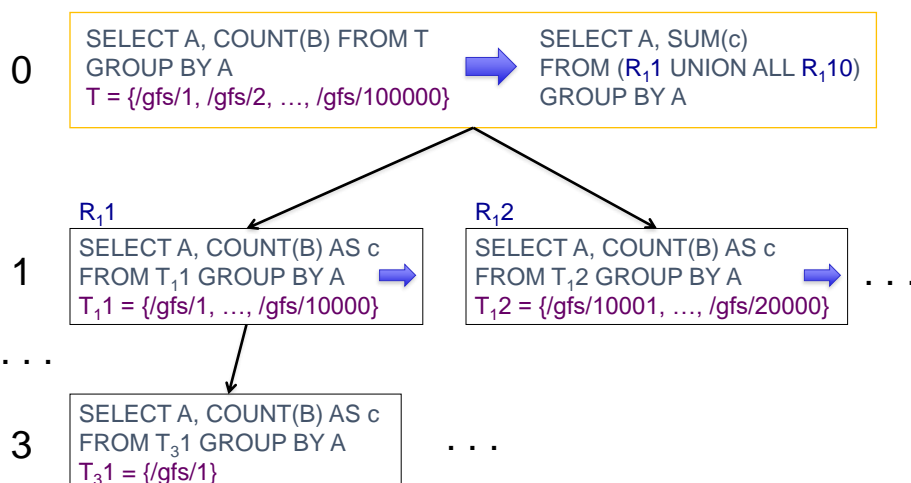 0
SELECT A, COUNT(B) FROM T
GROUP BY A
T = {/gfs/1, /gfs/2, …, /gfs/100000}
SELECT A, SUM(c)
FROM (R₁1 UNION ALL R₁10)
GROUP BY A
1
R₁1
SELECT A, COUNT(B) AS c
FROM T₁1 GROUP BY A
T₁1 = {/gfs/1, …, /gfs/10000}
R₁2
SELECT A, COUNT(B) AS c
FROM T₁2 GROUP BY A
T₁2 = {/gfs/10001, …, /gfs/20000}
. . .
. . .
3
SELECT A, COUNT(B) AS c
FROM T₃1 GROUP BY A
T₃1 = {/gfs/1}
. . .